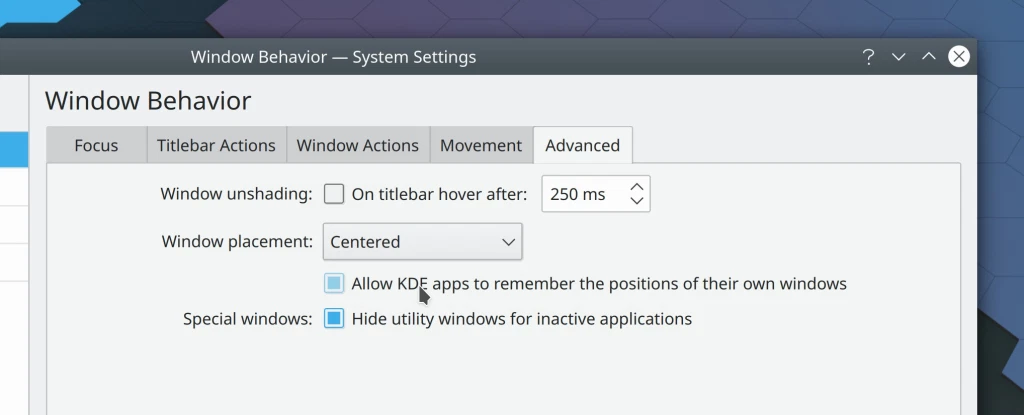 Window Behavior — System Settings
?
Window Behavior
Focus Titlebar Actions Window Actions Movement Advanced
Window unshading: On titlebar hover after: 250 ms
Window placement: Centered
Allow KDE apps to remember the positions of their own windows
Special windows: Hide utility windows for inactive applications